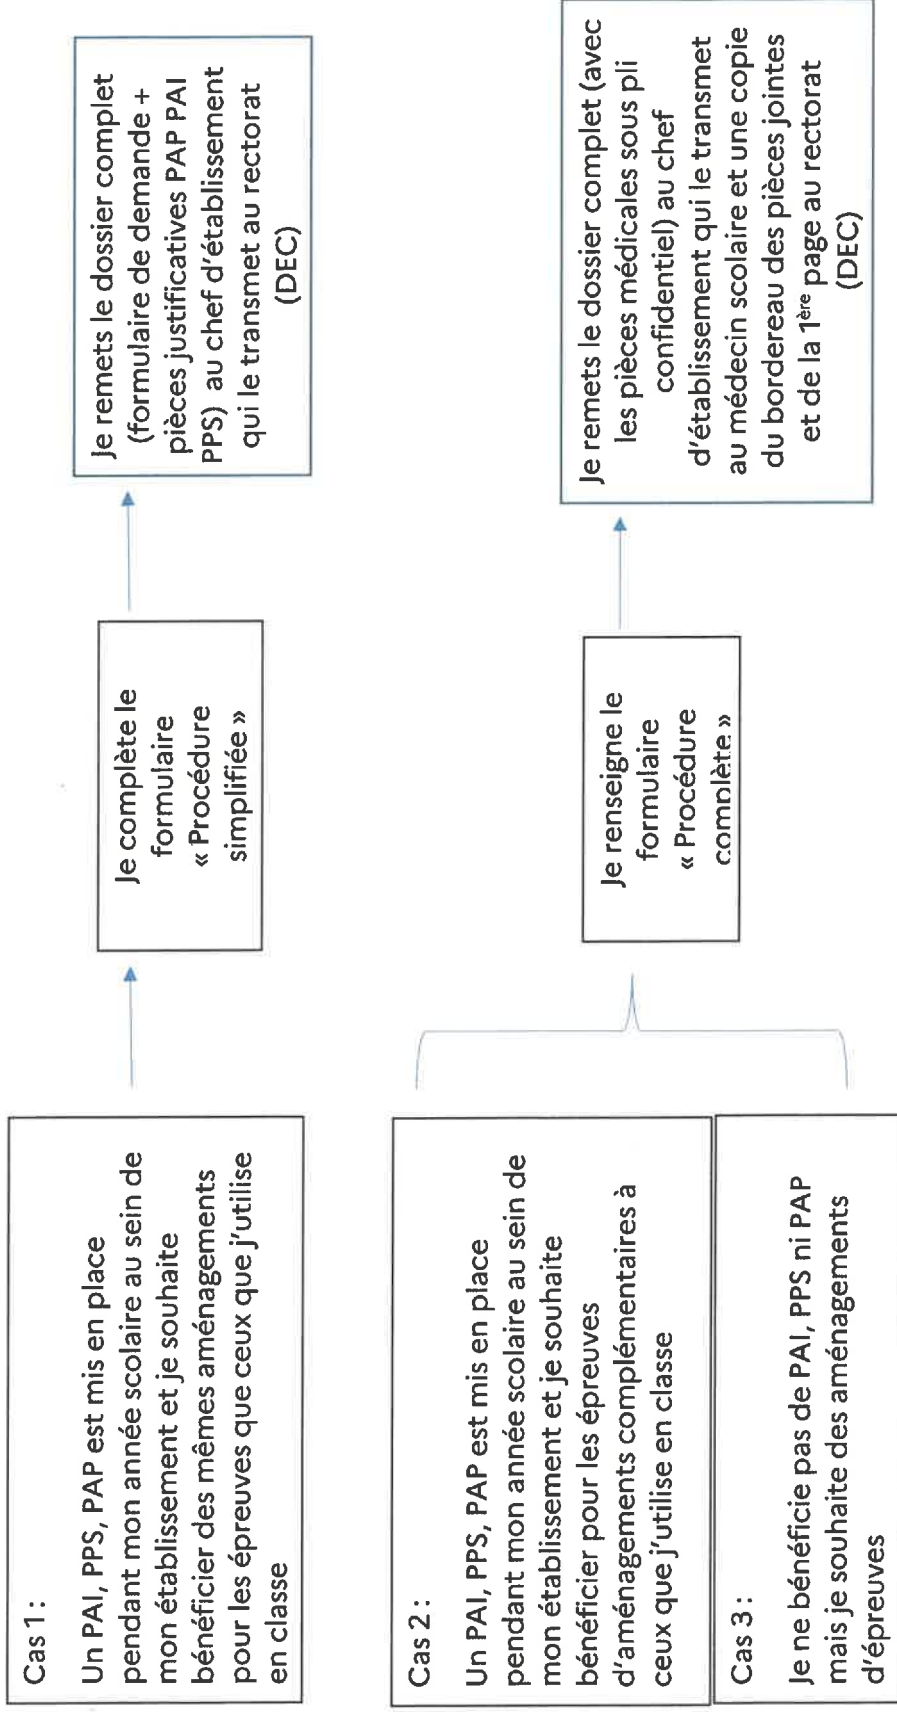 Cas 1 :
Un PAI, PPS, PAP est mis en place
pendant mon année scolaire au sein de
mon établissement et je souhaite
bénéficier des mêmes aménagements
pour les épreuves que ceux que j'utilise
en classe
Je complète le
formulaire
« Procédure
simplifiée »
Je remets le dossier complet
(formulaire de demande +
pièces justificatives PAP PAI
PPS) au chef d'établissement
qui le transmet au rectorat
(DEC)
Cas 2 :
Un PAI, PPS, PAP est mis en place
pendant mon année scolaire au sein de
mon établissement et je souhaite
bénéficier pour les épreuves
d'aménagements complémentaires à
ceux que j'utilise en classe
Cas 3 :
Je ne bénéficie pas de PAI, PPS ni PAP
mais je souhaite des aménagements
d'épreuves
Je renseigne le
formulaire
« Procédure
complète »
Je remets le dossier complet (avec
les pièces médicales sous pli
confidentiel) au chef
d'établissement qui le transmet
au médecin scolaire et une copie
du bordereau des pièces jointes
et de la 1ère page au rectorat
(DEC)